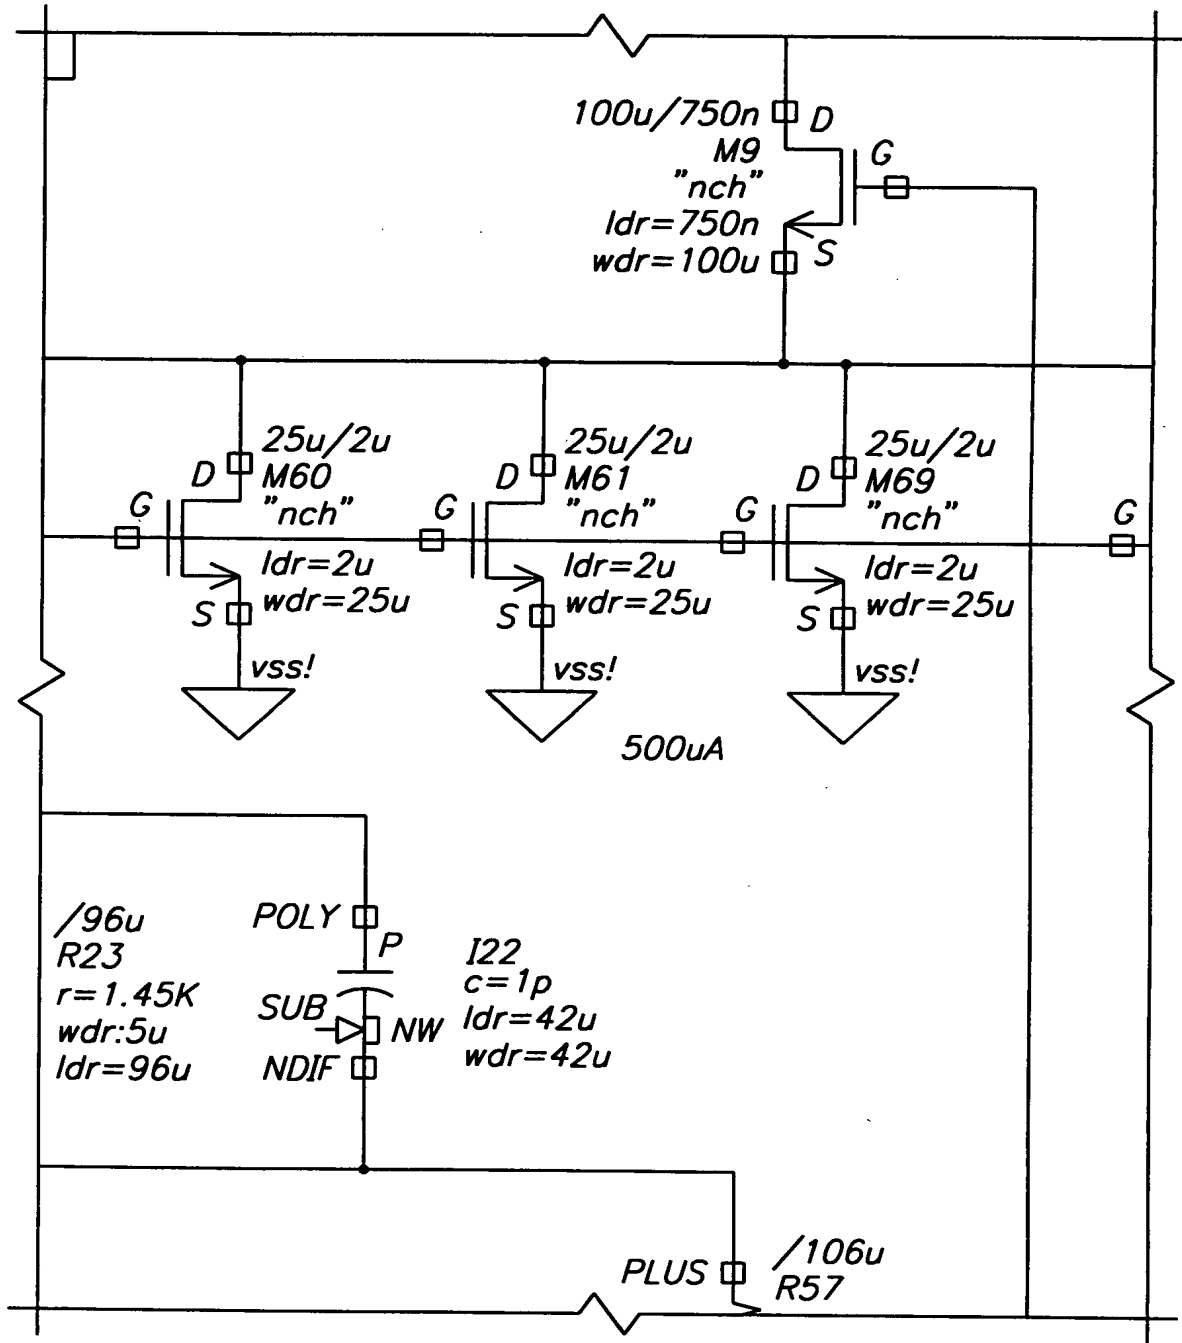 100u/750n
D
M9
G
"nch"
ldr=750n
wdr=100u
S
25u/2u
D
M60
"nch"
G
ldr=2u
wdr=25u
S
vss!
25u/2u
D
M61
"nch"
G
ldr=2u
wdr=25u
S
vss!
25u/2u
D
M69
"nch"
G
ldr=2u
wdr=25u
S
vss!
G
500uA
/96u
R23
r=1.45K
wdr:5u
ldr=96u
POLY
P
SUB
NW
NDIF
I22
c=1p
ldr=42u
wdr=42u
PLUS
/106u
R57